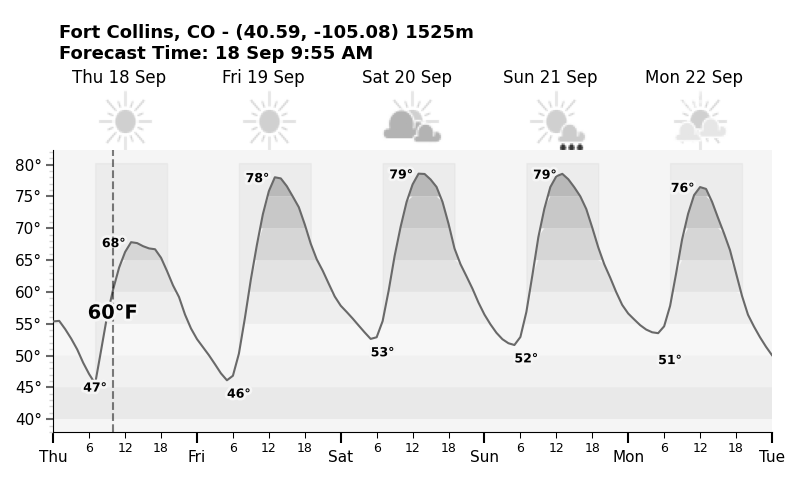 Fort Collins, CO - (40.59, -105.08) 1525m
Forecast Time: 18 Sep 9:55 AM
Thu 18 Sep Fri 19 Sep Sat 20 Sep Sun 21 Sep Mon 22 Sep
80°
75°
70°
65°
60°
55°
50°
45°
40°
68° 78° 79° 79° 76°
60°F
47° 46° 53° 52° 51°
6 12 18 6 12 18 6 12 18 6 12 18 6 12 18
Thu Fri Sat Sun Mon Tue